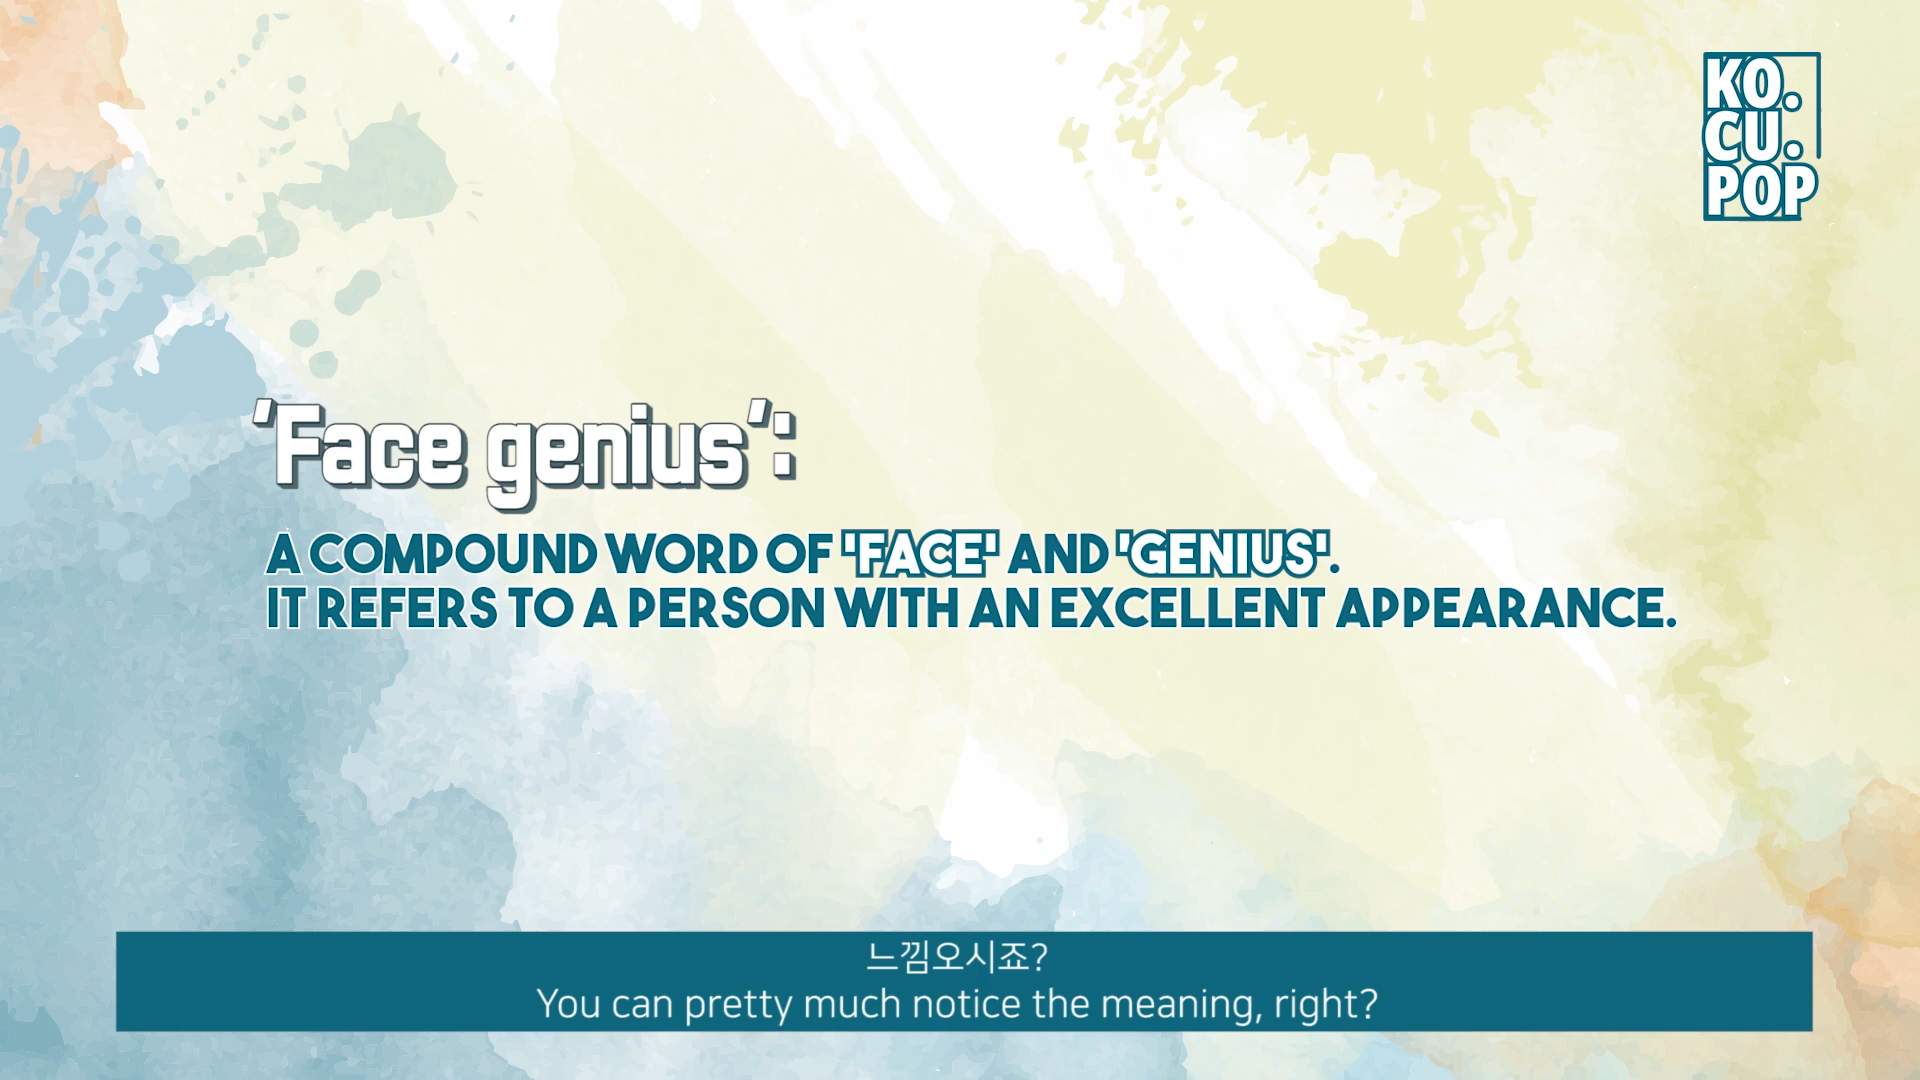 KO.
CU.
POP
'Face genius':
A COMPOUND WORD OF 'FACE' AND 'GENIUS'.
IT REFERS TO A PERSON WITH AN EXCELLENT APPEARANCE.
느낌오시죠?
You can pretty much notice the meaning, right?